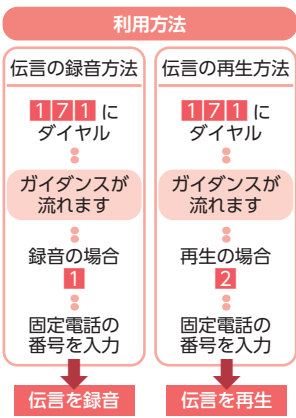 利用方法
伝言の録音方法
171に
ダイヤル
ガイダンスが
流れます
録音の場合
1
固定電話の
番号を入力
伝言を録音
伝言の再生方法
171に
ダイヤル
ガイダンスが
流れます
再生の場合
2
固定電話の
番号を入力
伝言を再生